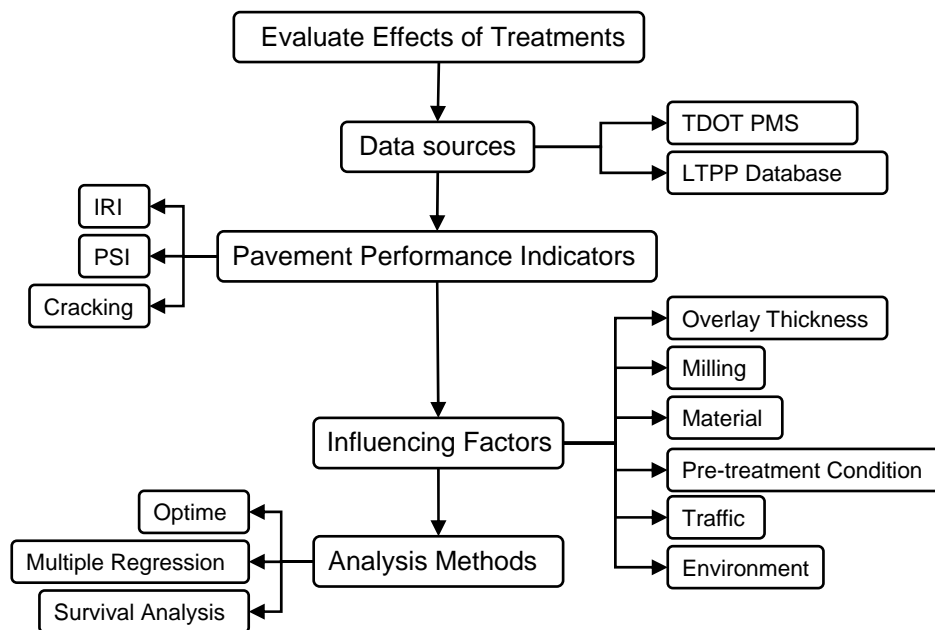 Evaluate Effects of Treatments
Data sources
TDOT PMS
LTPP Database
IRI
PSI
Cracking
Pavement Performance Indicators
Overlay Thickness
Milling
Material
Pre-treatment Condition
Traffic
Environment
Influencing Factors
Optime
Multiple Regression
Survival Analysis
Analysis Methods